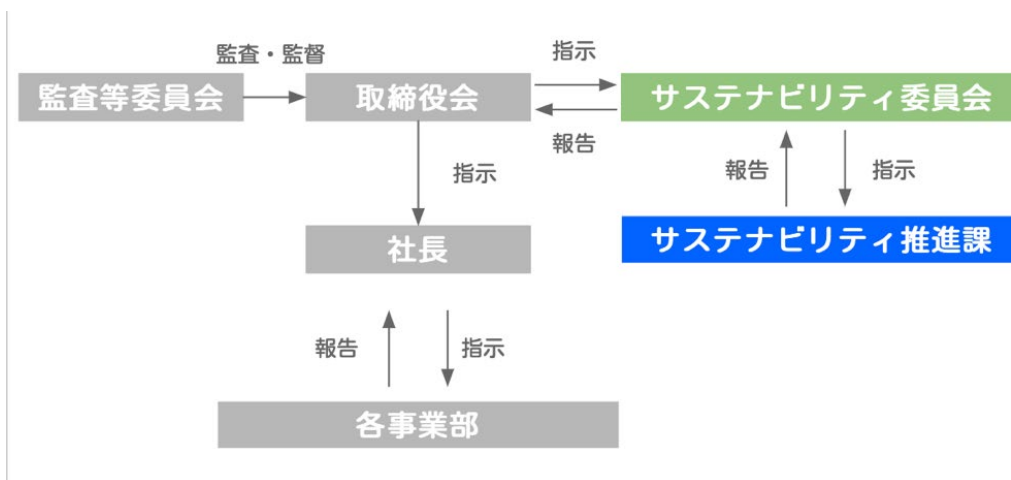 監査・監督
指示
監査等委員会
取締役会
サステナビリティ委員会
報告
指示
報告
指示
社長
サステナビリティ推進課
報告
指示
各事業部